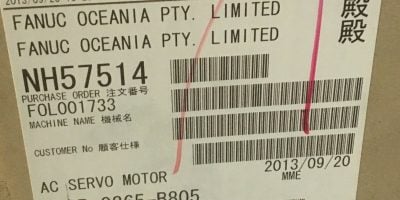 FANUC OCEANIA PTY. LIMITED 殿
FANUC OCEANIA PTY. LIMITED 殿
NH57514
PURCHASE ORDER 注文番号
FOL001733
MACHINE NAME 機械名
CUSTOMER No 顧客仕様
2013/09/20
MME
AC SERVO MOTOR